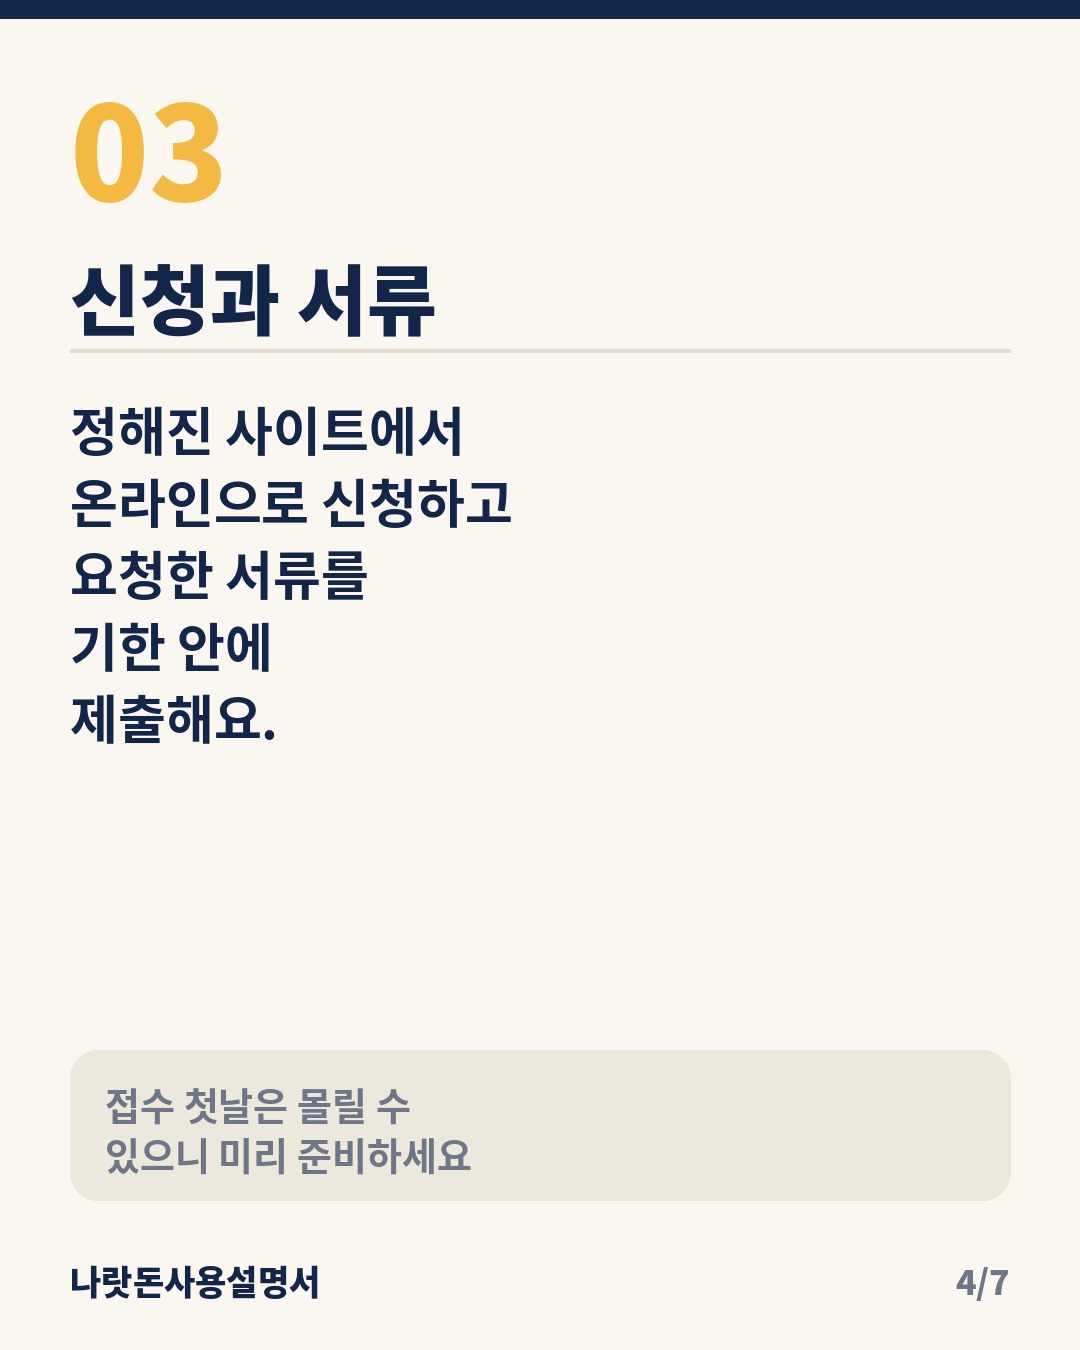 03
신청과 서류
정해진 사이트에서
온라인으로 신청하고
요청한 서류를
기한 안에
제출해요.
접수 첫날은 몰릴 수
있으니 미리 준비하세요
나랏돈사용설명서
4/7